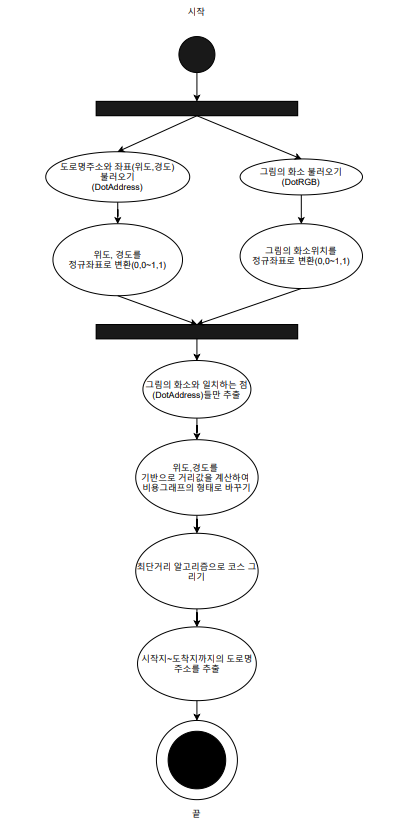 시작
도로명주소와 좌표(위도,경도)
불러오기
(DotAddress)
그림의 화소 불러오기
(DotRGB)
위도, 경도를
정규좌표로 변환(0,0~1,1)
그림의 화소위치를
정규좌표로 변환(0,0~1,1)
그림의 화소와 일치하는 점
(DotAddress)들만 추출
위도,경도를
기반으로 거리값을 계산하여
비용그래프의 형태로 바꾸기
최단거리 알고리즘으로 코스 그
리기
시작지~도착지까지의 도로명
주소를 추출
끝